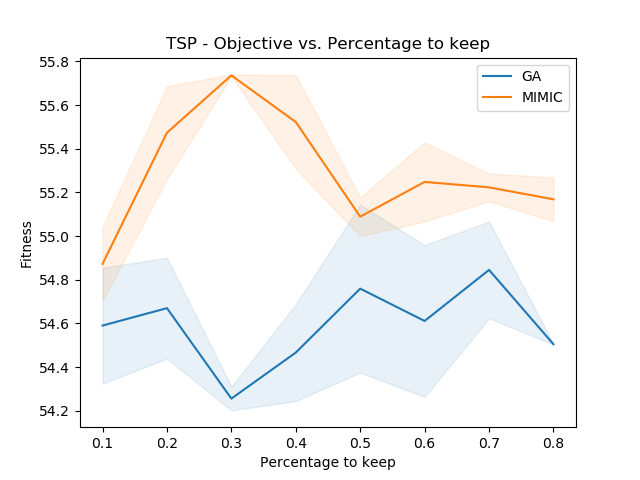 TSP - Objective vs. Percentage to keep
GA
MIMIC
55.8
55.6
55.4
55.2
55.0
54.8
54.6
54.4
54.2
Fitness
0.1 0.2 0.3 0.4 0.5 0.6 0.7 0.8
Percentage to keep